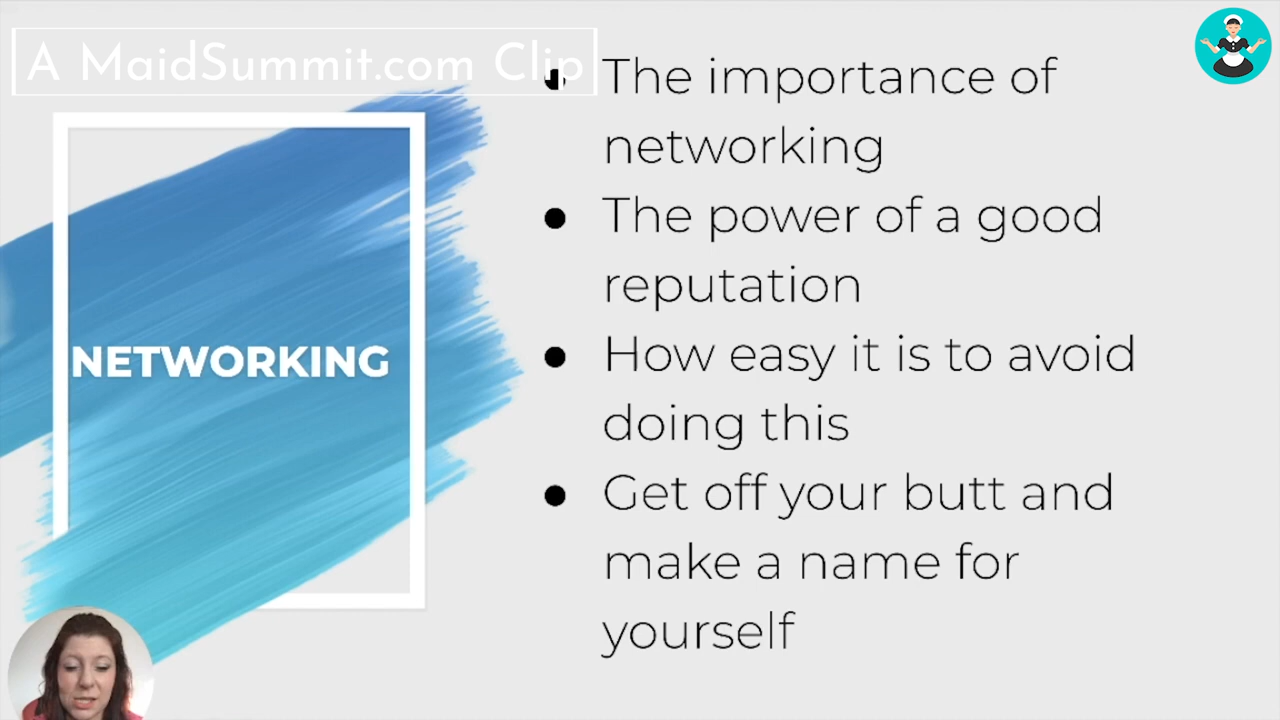 A MaidSummit.com Clip
NETWORKING
● The importance of
networking
● The power of a good
reputation
● How easy it is to avoid
doing this
● Get off your butt and
make a name for
yourself